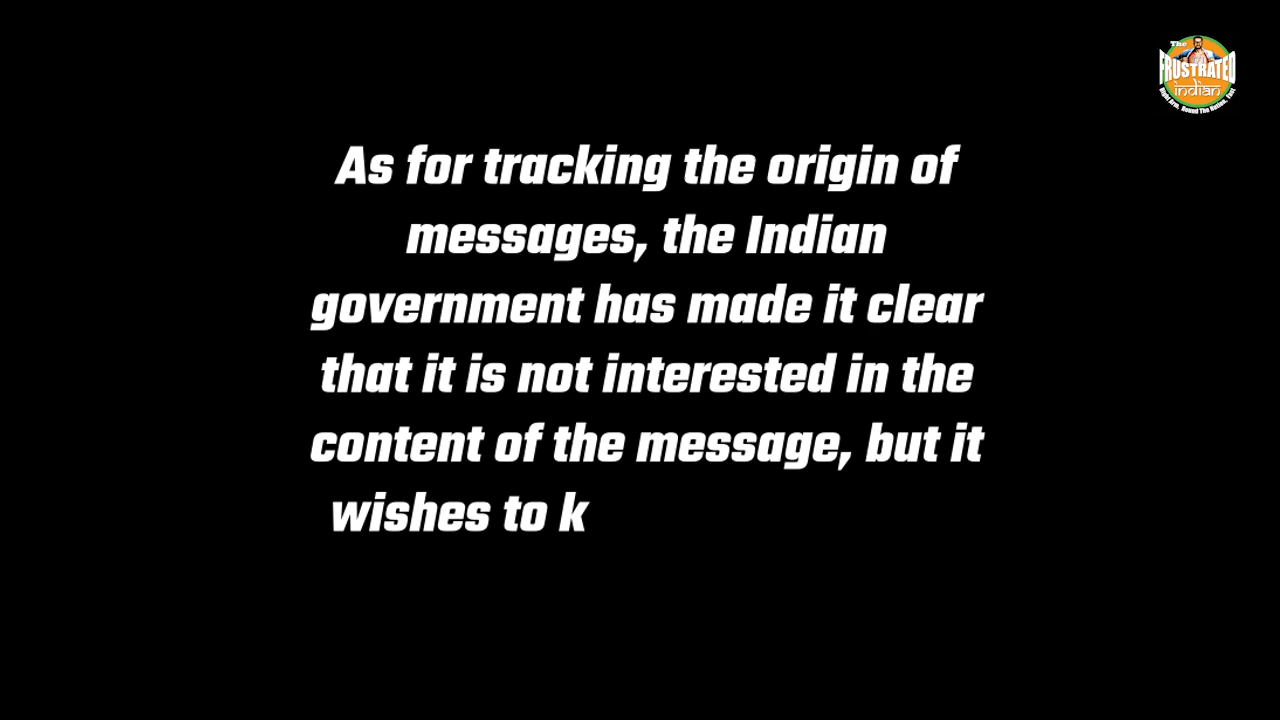 The
FRUSTRATED
indian
As for tracking the origin of
messages, the Indian
government has made it clear
that it is not interested in the
content of the message, but it
wishes to k